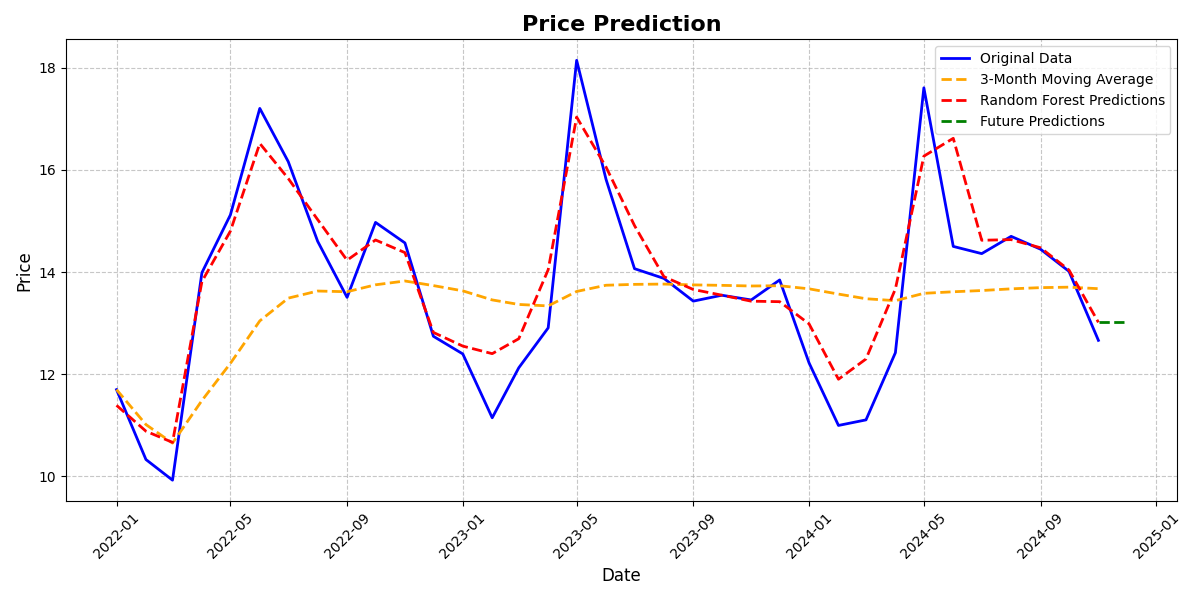 Price Prediction
Original Data
3-Month Moving Average
Random Forest Predictions
Future Predictions
Price
18
16
14
12
10
2022-01
2022-05
2022-09
2023-01
2023-05
2023-09
2024-01
2024-05
2024-09
2025-01
Date